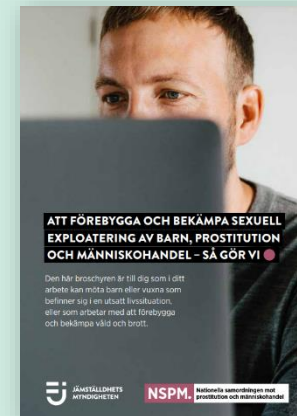 ATT FÖREBYGGA OCH BEKÄMPA SEXUELL
EXPLOATERING AV BARN, PROSTITUTION
OCH MÄNNISKOHANDEL – SÅ GÖR VI
Den här broschyren är till dig som i ditt
arbete kan möta barn eller vuxna som
befinner sig i en utsatt livssituation,
eller som arbetar med att förebygga
och bekämpa våld och brott.
JÄMSTÄLLDHETS
MYNDIGHETEN
NSPM. Nationella samordningen mot
prostitution och människohandel